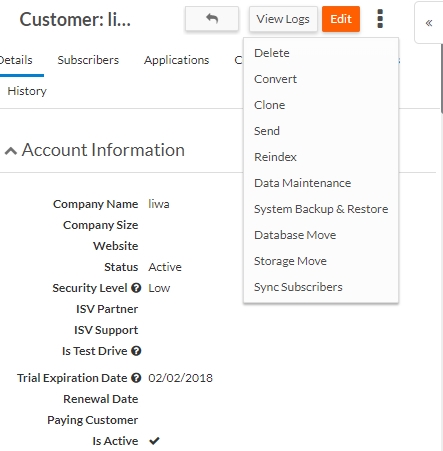 Customer: li...
View Logs
Edit
«
Details
Subscribers
Applications
C
s
History
Delete
Convert
Clone
Send
Reindex
Data Maintenance
System Backup & Restore
Database Move
Storage Move
Sync Subscribers
Account Information
Company Name liwa
Company Size
Website
Status Active
Security Level ? Low
ISV Partner
ISV Support
Is Test Drive ?
Trial Expiration Date ? 02/02/2018
Renewal Date
Paying Customer
Is Active ✔